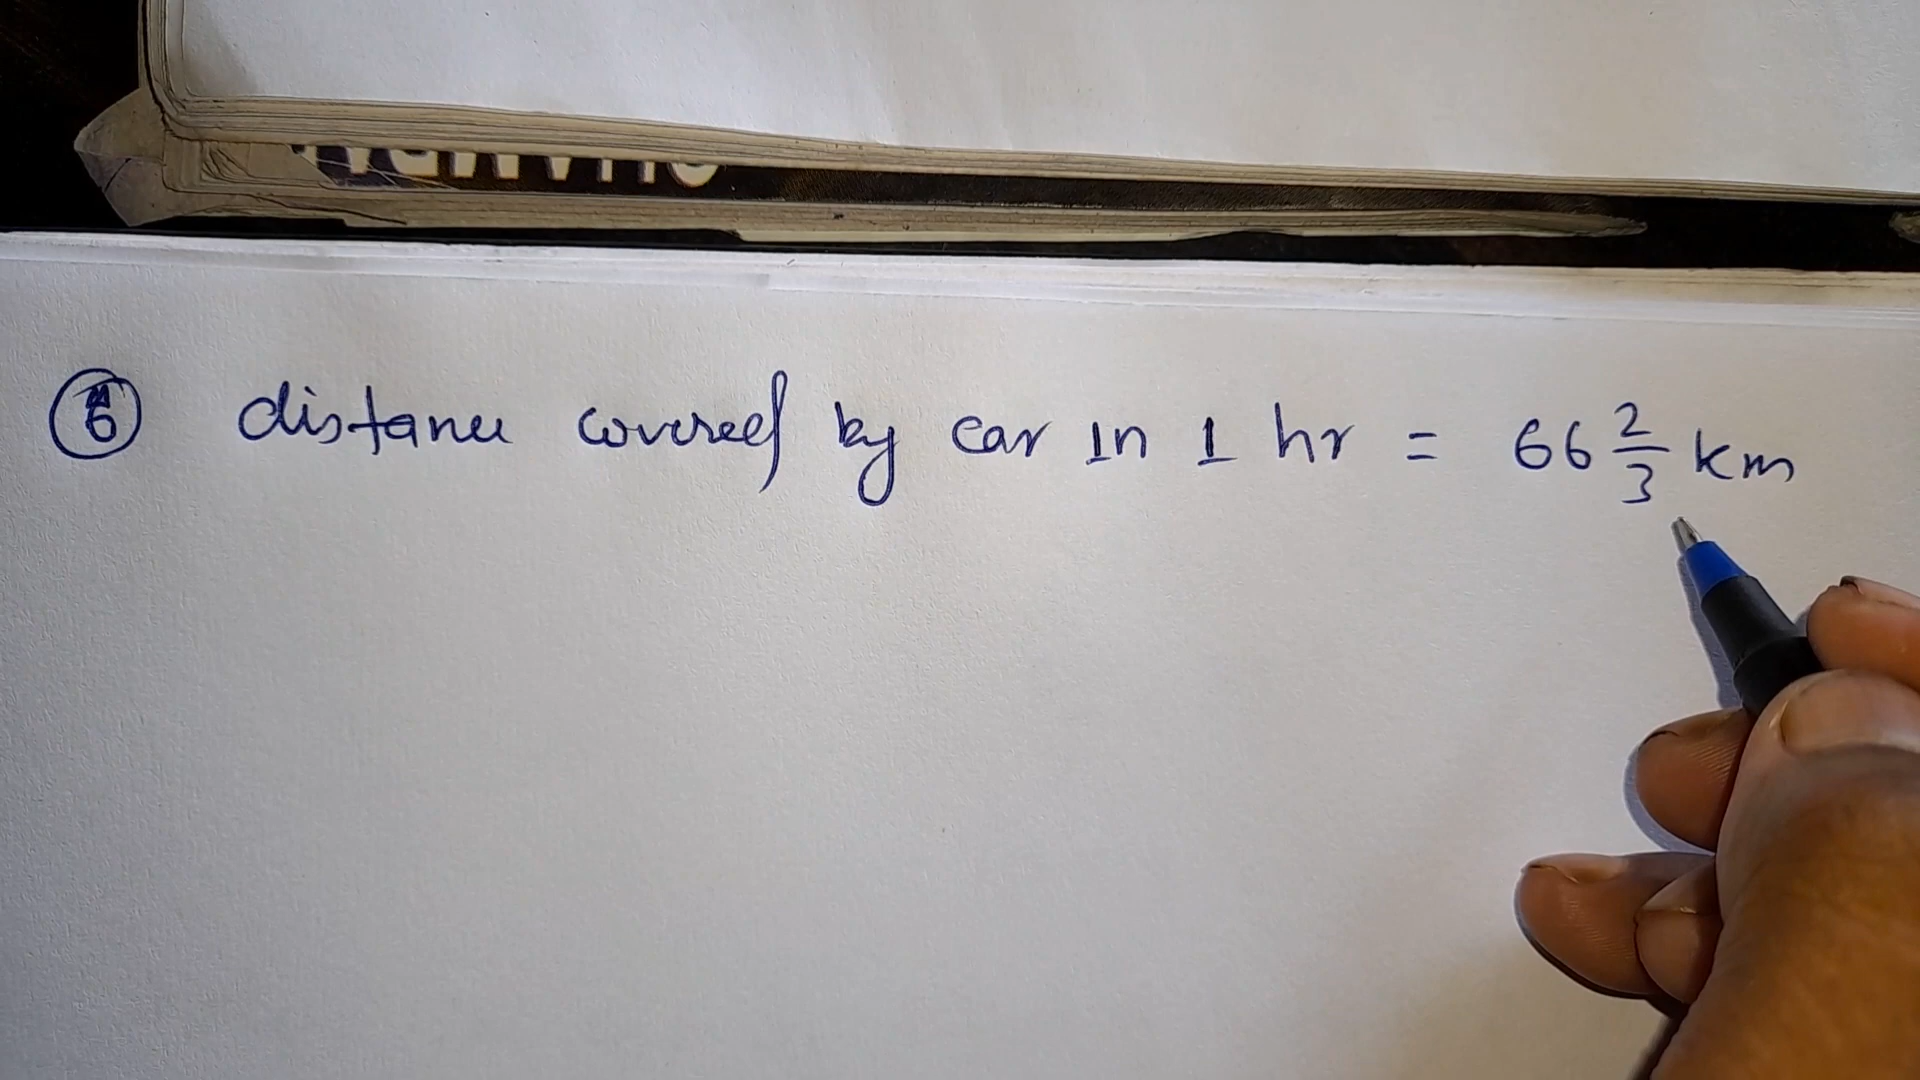 6 distance covered by car in 1 hr = 66 2/3 km